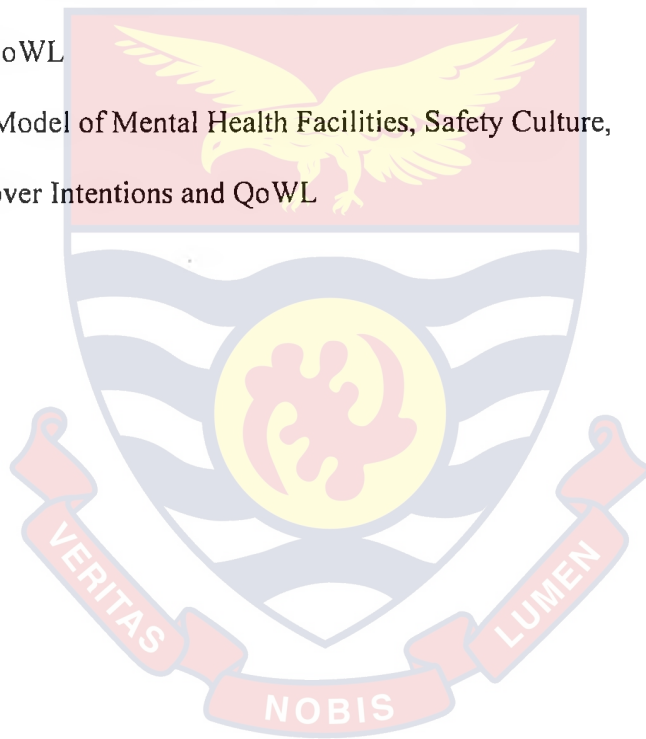 oWL
Model of Mental Health Facilities, Safety Culture,
over Intentions and QoWL
VERITAS
NOBIS
LUMEN